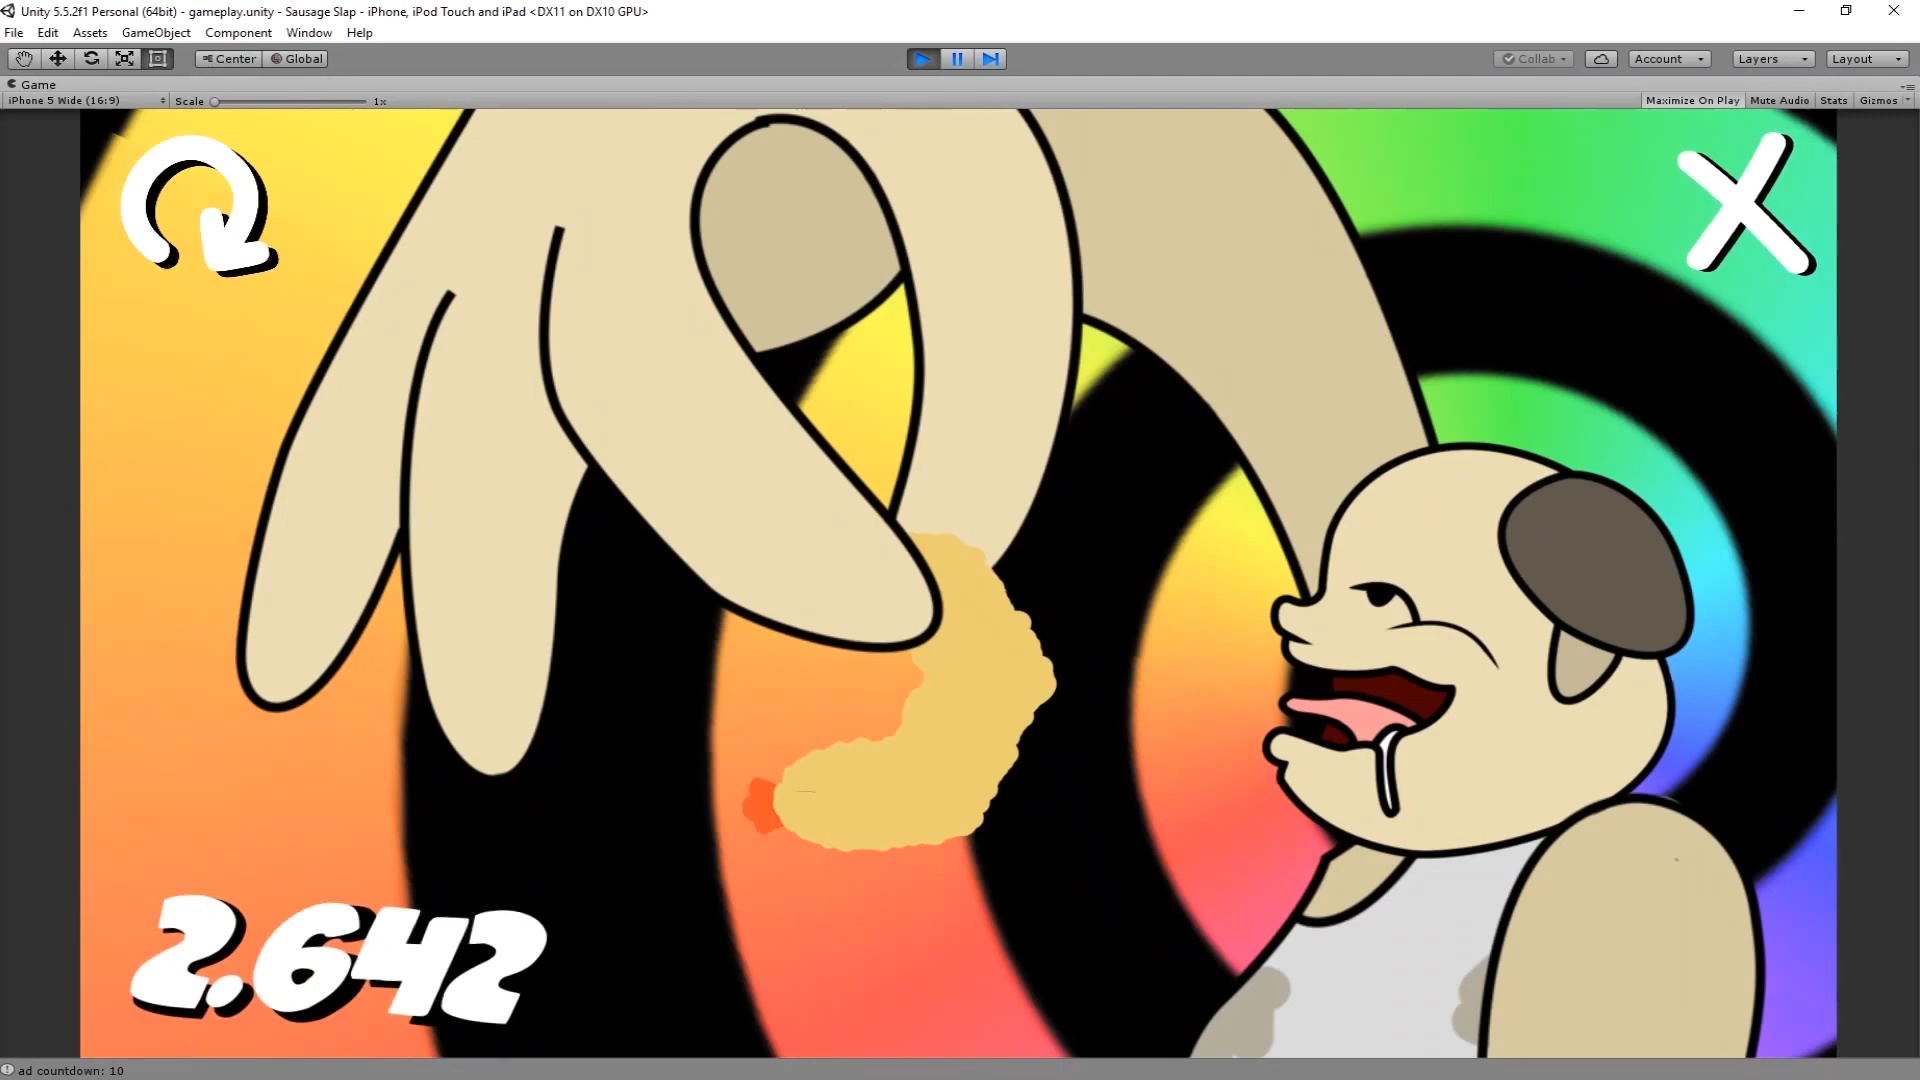 Unity 5.5.2f1 Personal (64bit) - gameplay.unity - Sausage Slap - iPhone, iPod Touch and iPad <DX11 on DX10 GPU>
File Edit Assets GameObject Component Window Help
Center Global Collab Account Layers Layout
Game
iPhone 5 Wide (16:9) Scale 1x Maximize On Play Mute Audio Stats Gizmos
2.642
ad countdown: 10